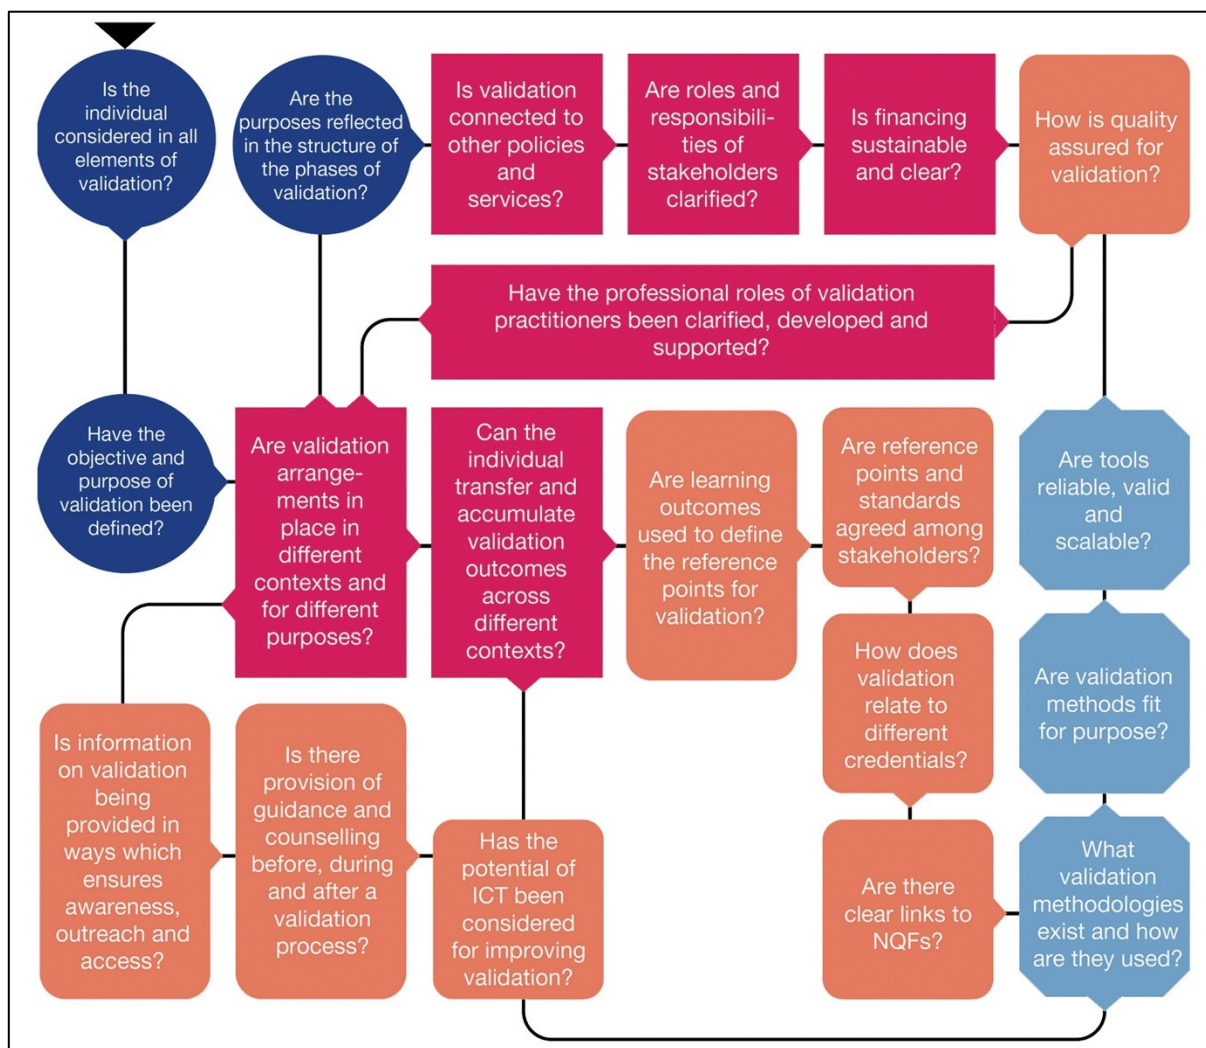 Is the
individual
considered in all
elements of
validation?
Are the
purposes reflected
in the structure of
the phases of
validation?
Is validation
connected to
other policies
and
services?
Are roles and
responsibili-
ties of
stakeholders
clarified?
Is financing
sustainable
and clear?
How is quality
assured for
validation?
Have the professional roles of validation
practitioners been clarified, developed and
supported?
Have the
objective and
purpose of
validation been
defined?
Are validation
arrange-
ments in
place in
different
contexts and
for different
purposes?
Can the
individual
transfer and
accumulate
validation
outcomes
across
different
contexts?
Are learning
outcomes
used to define
the reference
points for
validation?
Are reference
points and
standards
agreed among
stakeholders?
Are tools
reliable, valid
and
scalable?
How does
validation
relate to
different
credentials?
Are validation
methods fit
for purpose?
Is information
on validation
being
provided in
ways which
ensures
awareness,
outreach and
access?
Is there
provision of
guidance and
counselling
before, during
and after a
validation
process?
Has the
potential of
ICT been
considered
for improving
validation?
Are there
clear links to
NQFs?
What
validation
methodologies
exist and how
are they used?